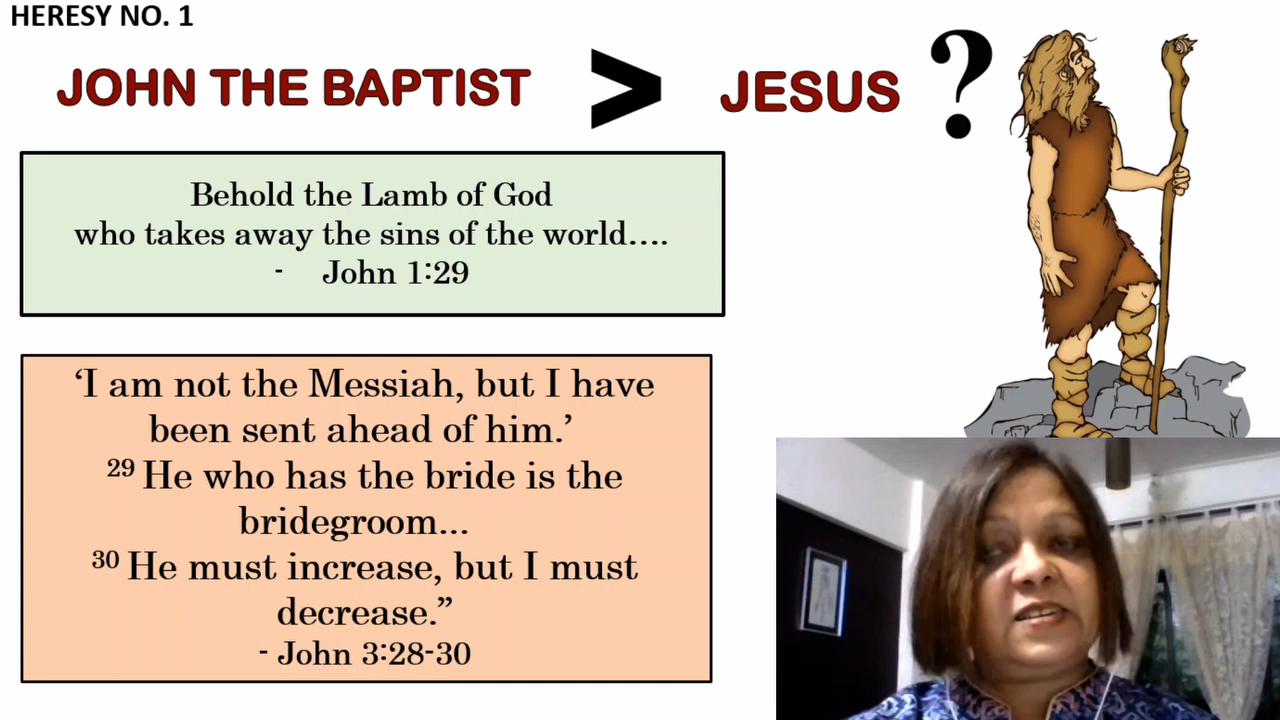 HERESY NO. 1
JOHN THE BAPTIST > JESUS ?
Behold the Lamb of God
who takes away the sins of the world....
- John 1:29
‘I am not the Messiah, but I have
been sent ahead of him.’
29 He who has the bride is the
bridegroom...
30 He must increase, but I must
decrease.”
- John 3:28-30